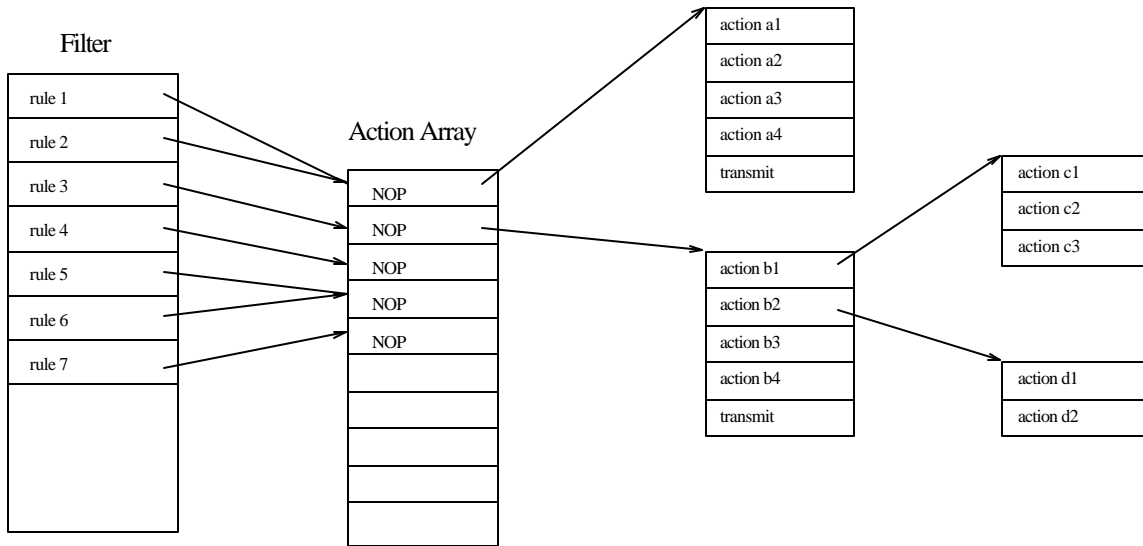 Filter
rule 1
rule 2
rule 3
rule 4
rule 5
rule 6
rule 7
Action Array
NOP
NOP
NOP
NOP
NOP
action a1
action a2
action a3
action a4
transmit
action b1
action b2
action b3
action b4
transmit
action c1
action c2
action c3
action d1
action d2